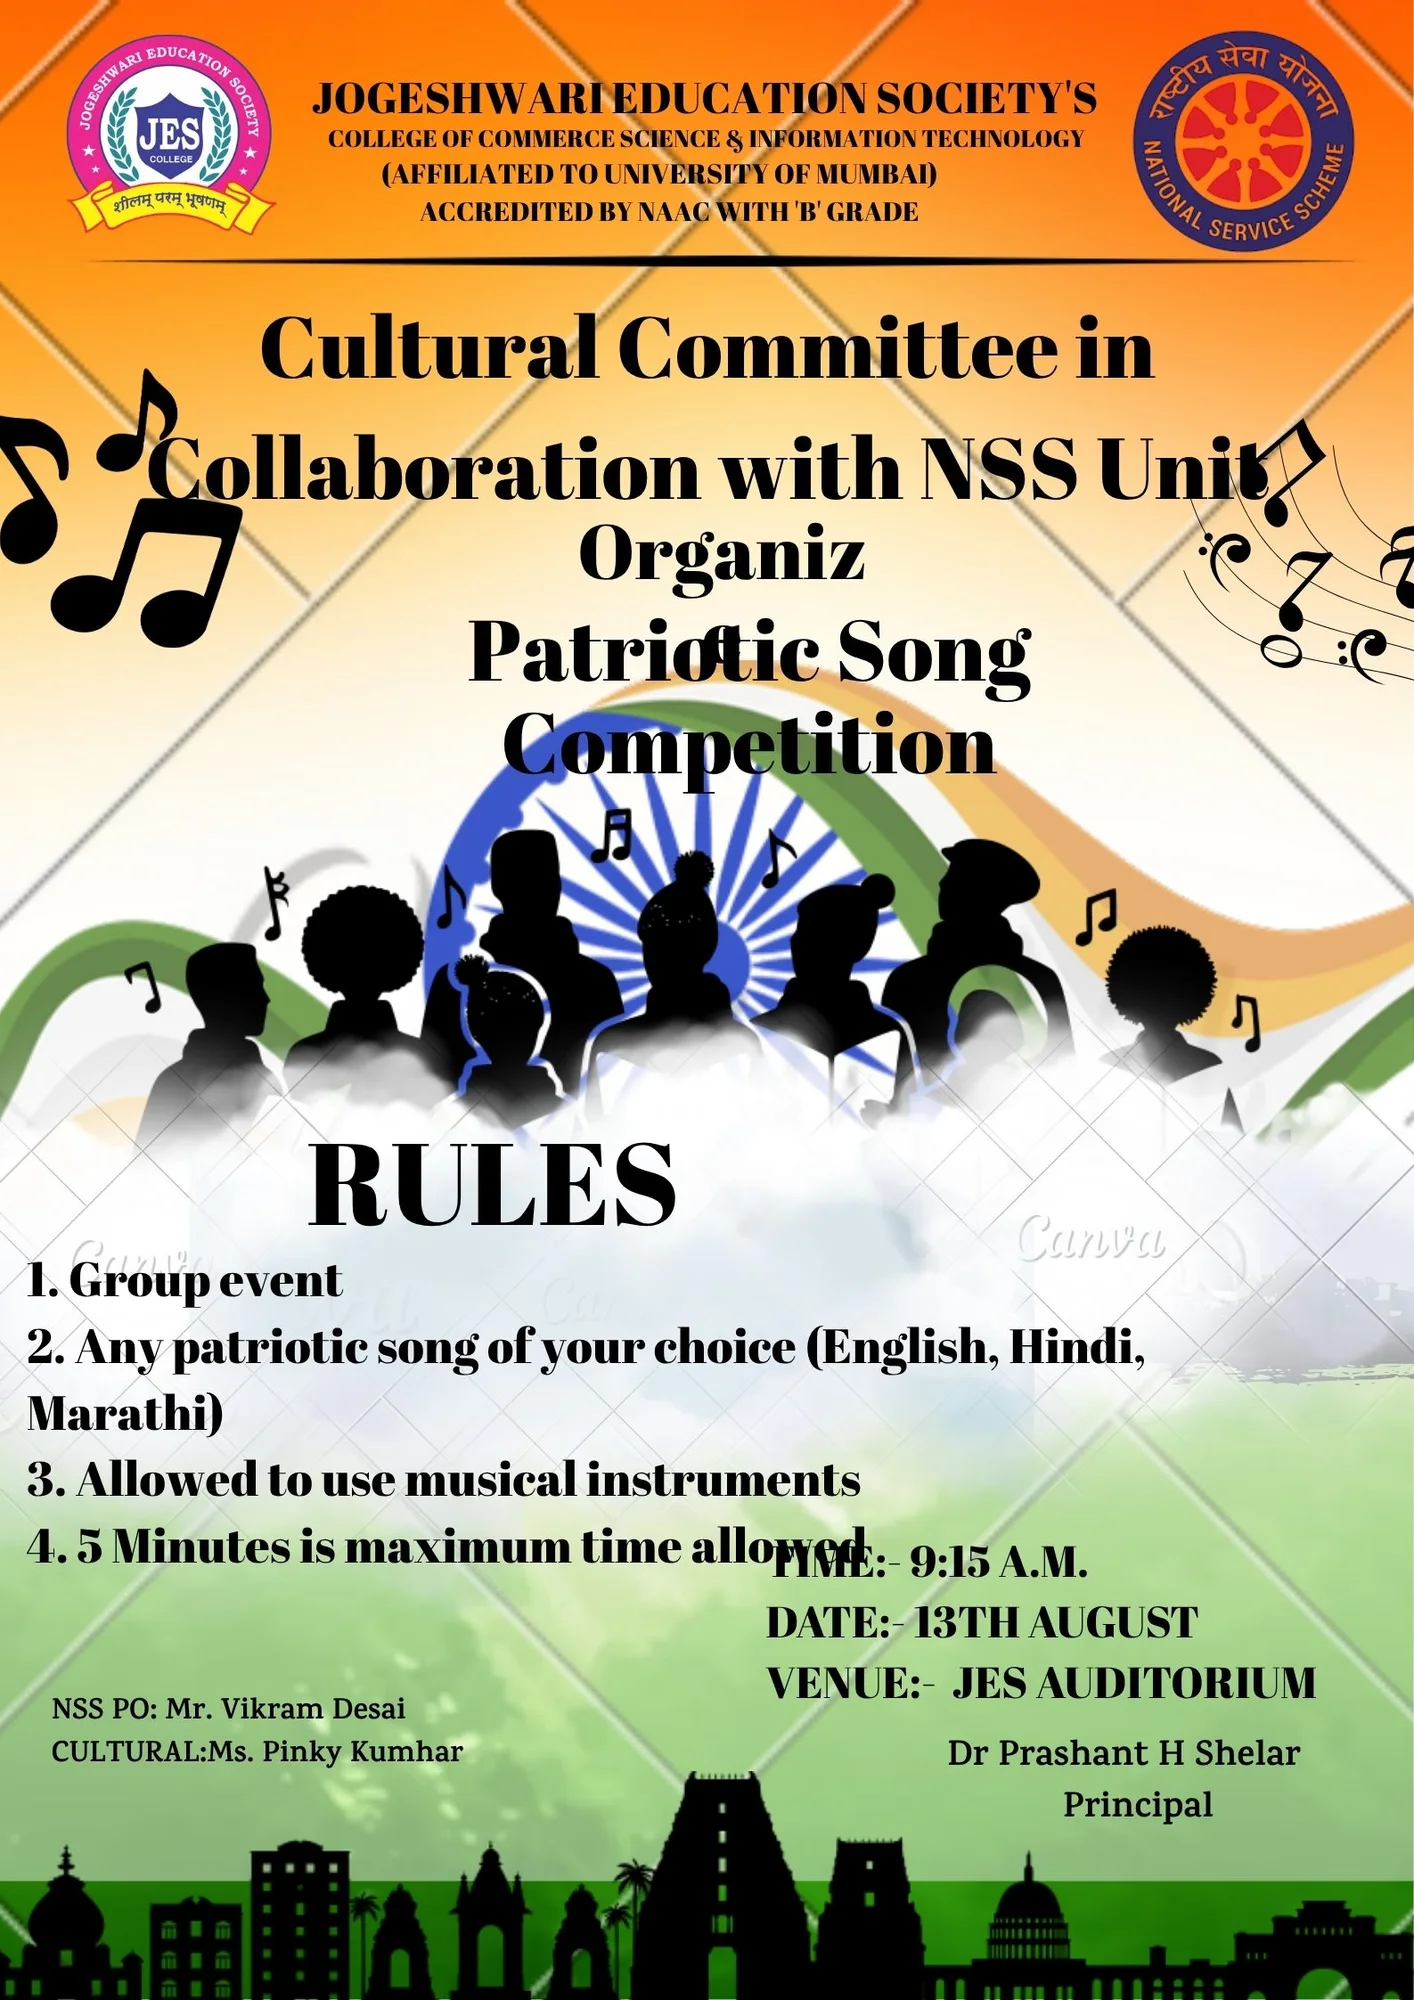 JOGESHWARI EDUCATION SOCIETY
JES
COLLEGE
शीलम् परम् भूषणम्
JOGESHWARI EDUCATION SOCIETY'S
COLLEGE OF COMMERCE SCIENCE & INFORMATION TECHNOLOGY
(AFFILIATED TO UNIVERSITY OF MUMBAI)
ACCREDITED BY NAAC WITH 'B' GRADE
राष्ट्रीय सेवा योजना
NATIONAL SERVICE SCHEME
Cultural Committee in
Collaboration with NSS Unit
Organiz
e
Patriotic Song
Competition
RULES
Canva
Canva
1. Group event
2. Any patriotic song of your choice (English, Hindi,
Marathi)
3. Allowed to use musical instruments
4. 5 Minutes is maximum time allowed
TIME:- 9:15 A.M.
DATE:- 13TH AUGUST
VENUE:- JES AUDITORIUM
NSS PO: Mr. Vikram Desai
CULTURAL:Ms. Pinky Kumhar
Dr Prashant H Shelar
Principal